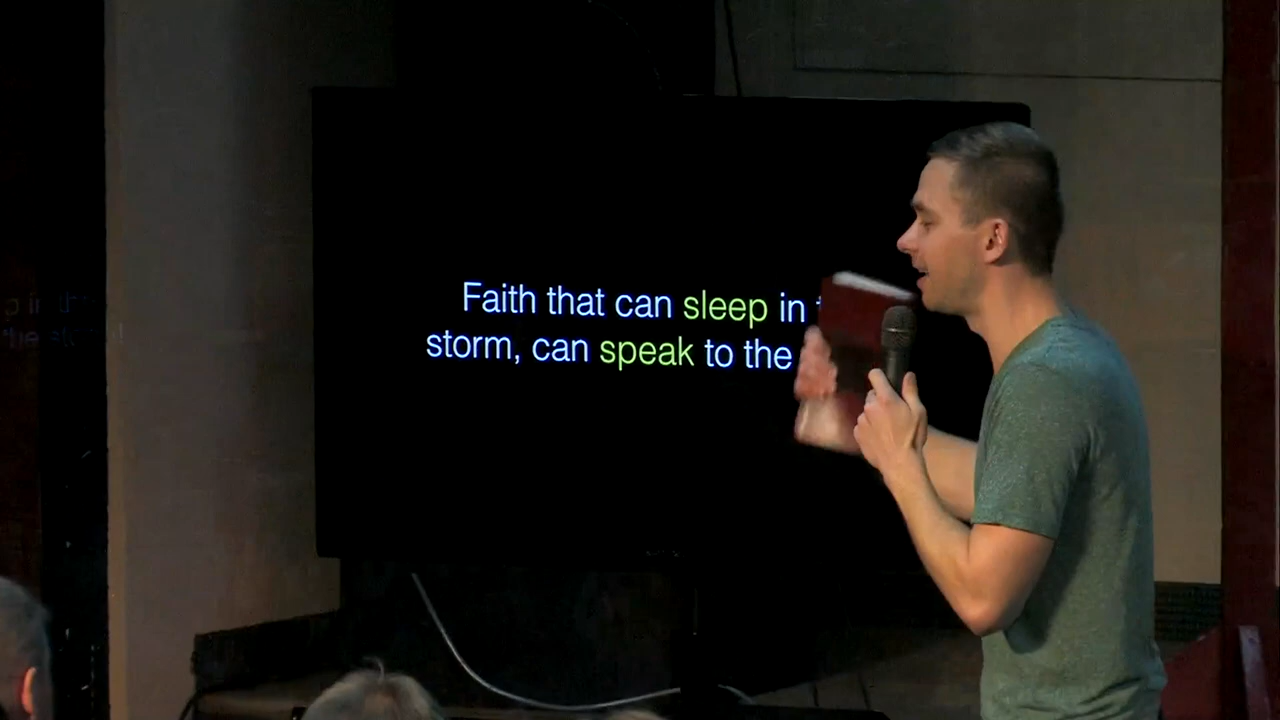 Faith that can sleep in
storm, can speak to the